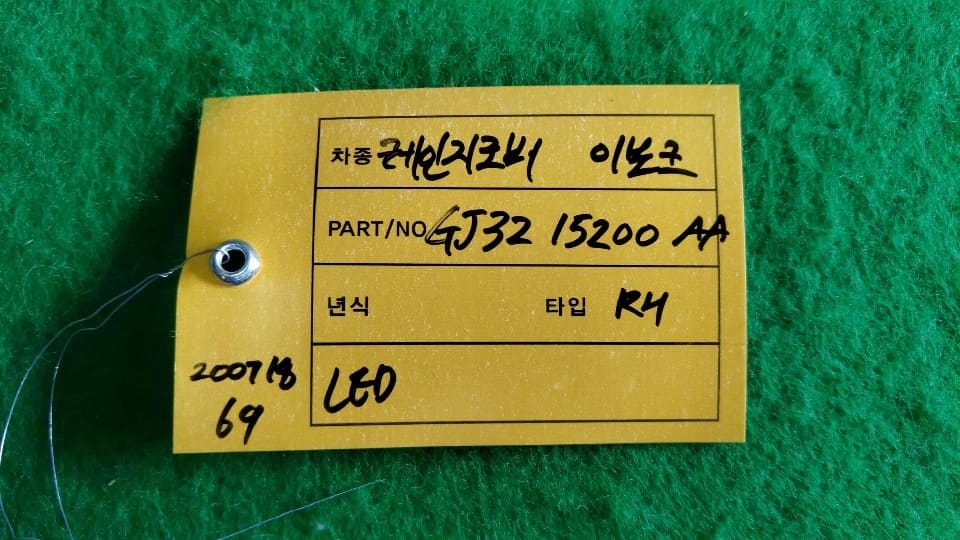 차종 레인지로버 이보크
PART/NO GJ32 15200 AA
년식 타입 RH
LED
200718
69